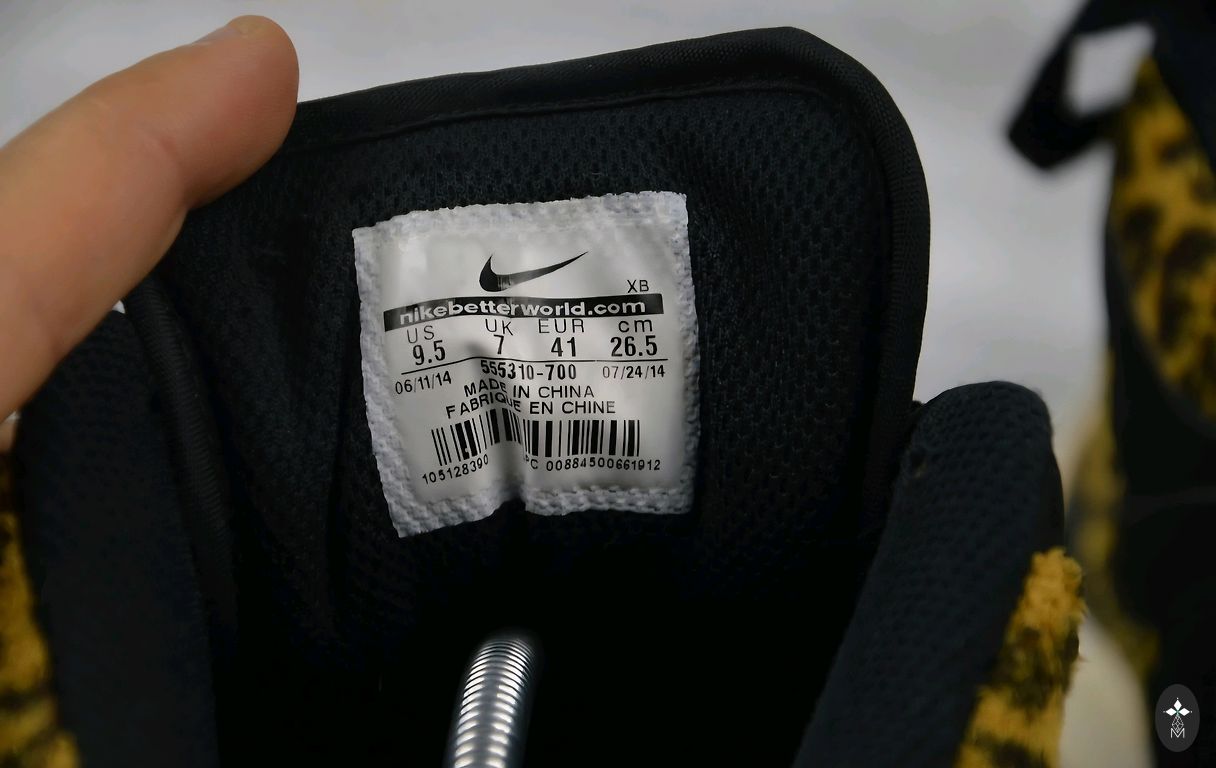 XB
nikebetterworld.com
US UK EUR cm
9.5 7 41 26.5
06/11/14 555310-700 07/24/14
MADE IN CHINA
FABRIQUE EN CHINE
105128390 PC 00884500661912
M